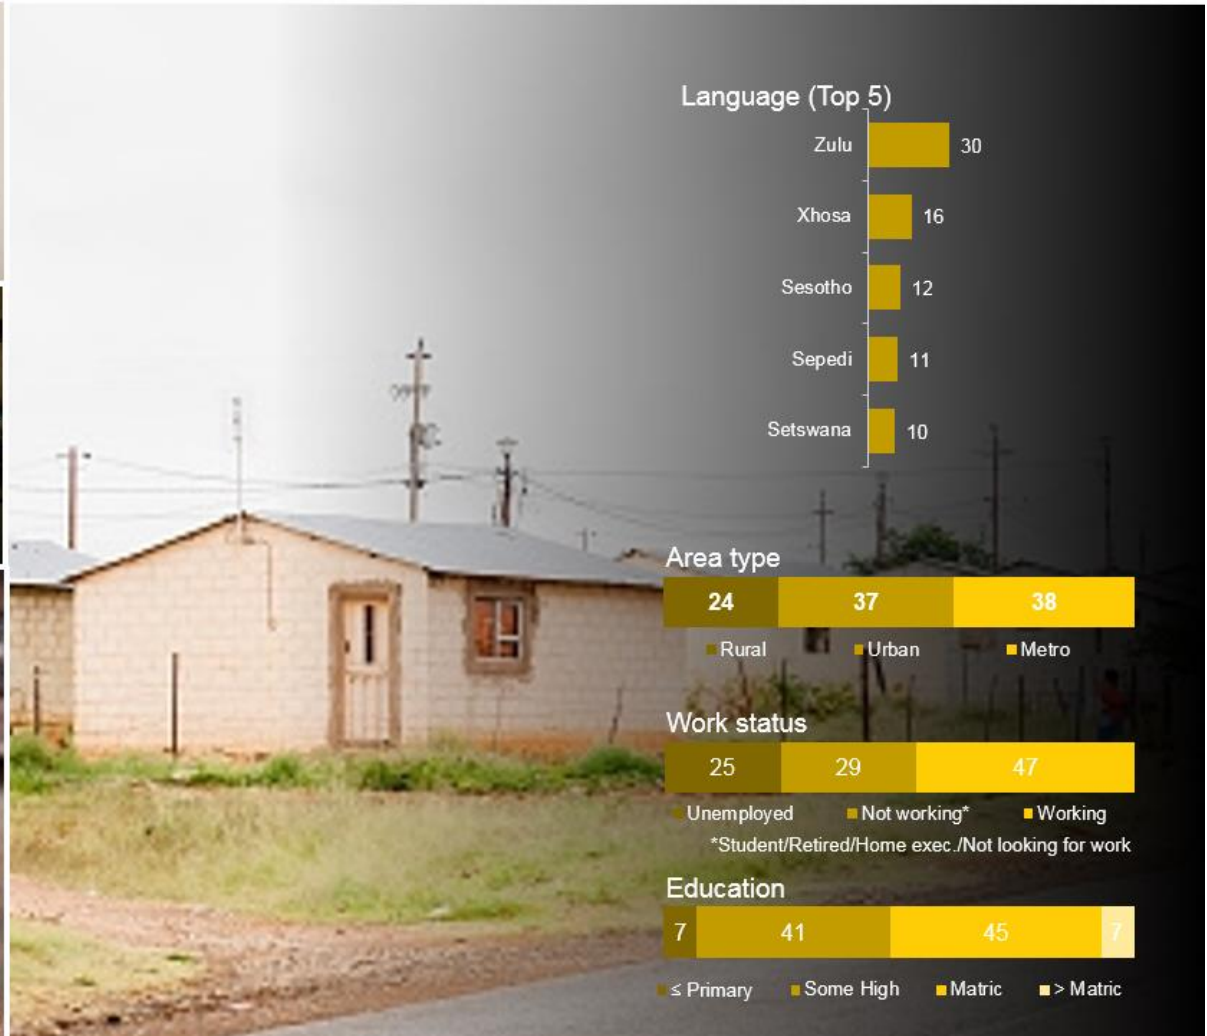 Language (Top 5)
Zulu 30
Xhosa 16
Sesotho 12
Sepedi 11
Setswana 10
Area type
24 37 38
Rural Urban Metro
Work status
25 29 47
Unemployed Not working* Working
*Student/Retired/Home exec./Not looking for work
Education
7 41 45 7
≤ Primary Some High Matric > Matric